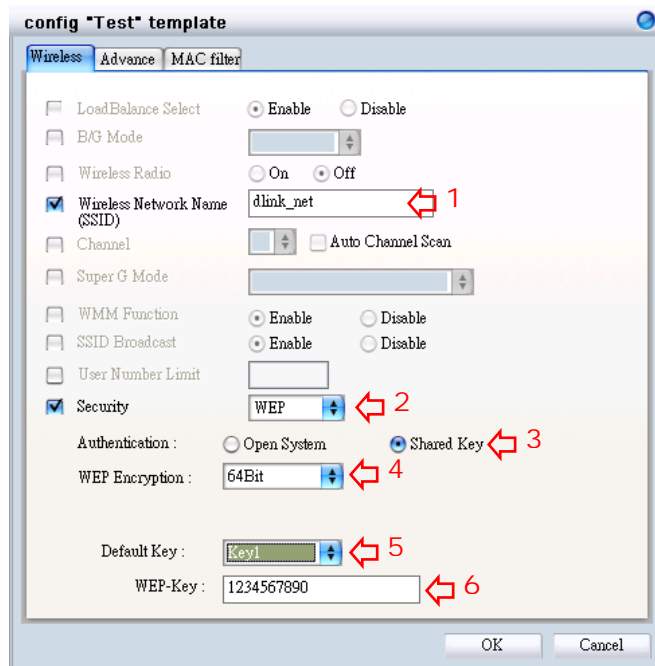 config "Test" template
Wireless Advance MAC filter
LoadBalance Select Enable Disable
B/G Mode
Wireless Radio On Off
Wireless Network Name dlink_net 1
(SSID)
Channel Auto Channel Scan
Super G Mode
WMM Function Enable Disable
SSID Broadcast Enable Disable
User Number Limit
Security WEP 2
Authentication : Open System Shared Key 3
WEP Encryption : 64Bit 4
Default Key : Key1 5
WEP-Key : 1234567890 6
OK Cancel